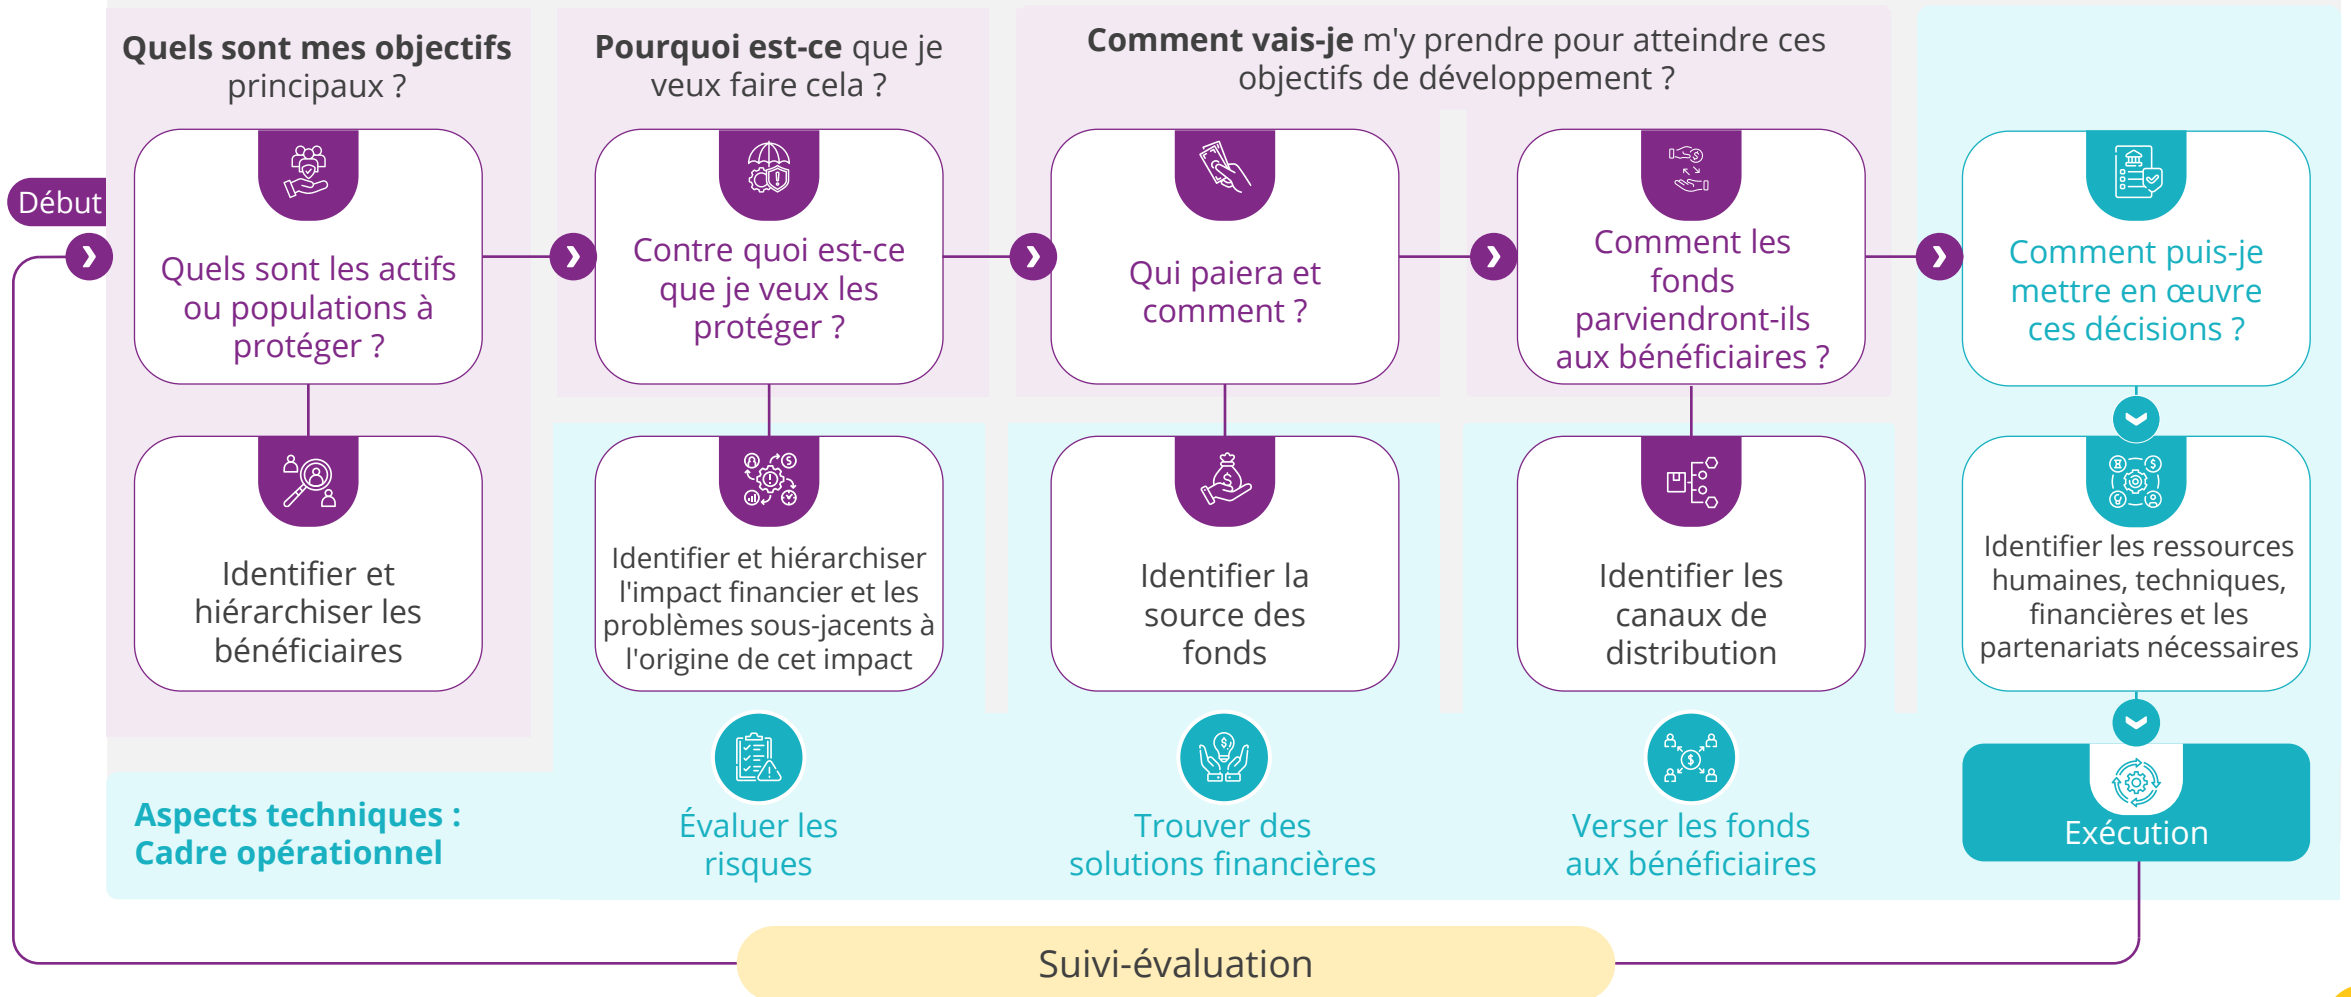 Quels sont mes objectifs
principaux ?
Pourquoi est-ce que je
veux faire cela ?
Comment vais-je m'y prendre pour atteindre ces
objectifs de développement ?
Début
Quels sont les actifs
ou populations à
protéger ?
Contre quoi est-ce
que je veux les
protéger ?
Qui paiera et
comment ?
Comment les
fonds
parviendront-ils
aux bénéficiaires ?
Comment puis-je
mettre en œuvre
ces décisions ?
Identifier et
hiérarchiser les
bénéficiaires
Identifier et hiérarchiser
l'impact financier et les
problèmes sous-jacents à
l'origine de cet impact
Identifier la
source des
fonds
Identifier les
canaux de
distribution
Identifier les ressources
humaines, techniques,
financières et les
partenariats nécessaires
Aspects techniques :
Cadre opérationnel
Évaluer les
risques
Trouver des
solutions financières
Verser les fonds
aux bénéficiaires
Exécution
Suivi-évaluation